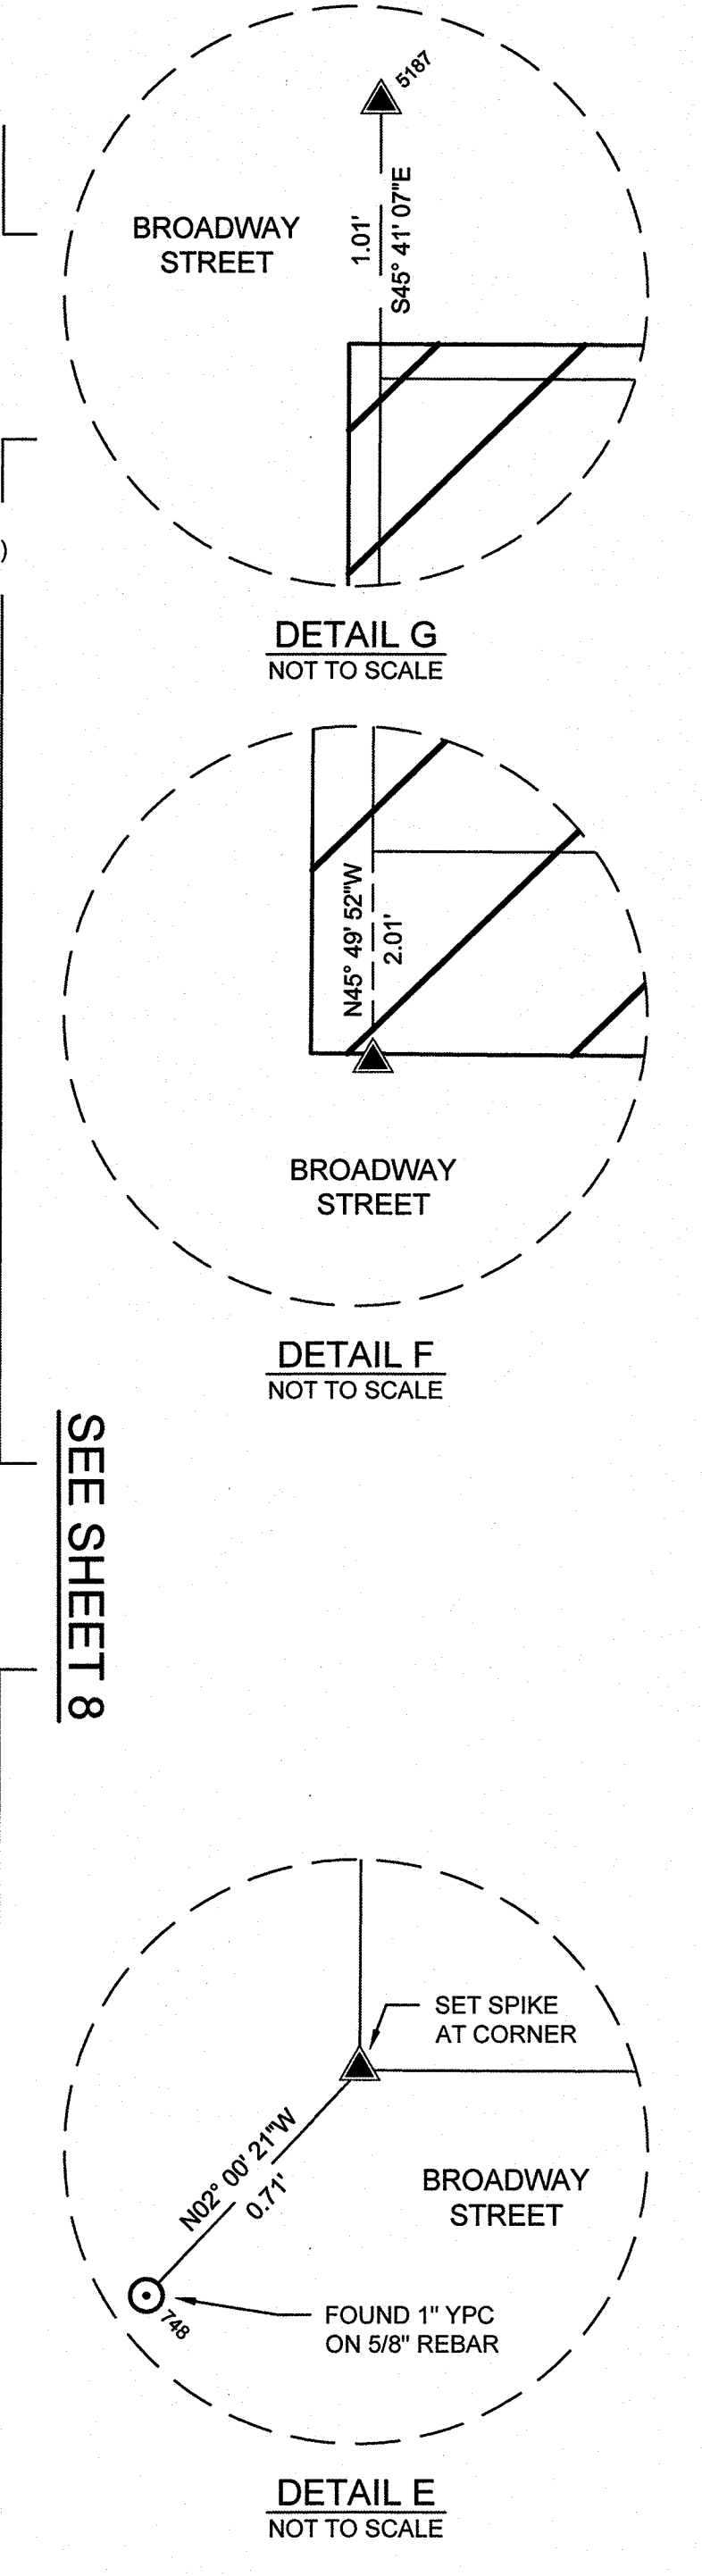 5187
BROADWAY
STREET
1.01'
S45° 41' 07"E
DETAIL G
NOT TO SCALE
)
N45° 49' 52"W
2.01'
BROADWAY
STREET
DETAIL F
NOT TO SCALE
SEE SHEET 8
SET SPIKE
AT CORNER
N02° 00' 21"W
0.71'
BROADWAY
STREET
748
FOUND 1" YPC
ON 5/8" REBAR
DETAIL E
NOT TO SCALE